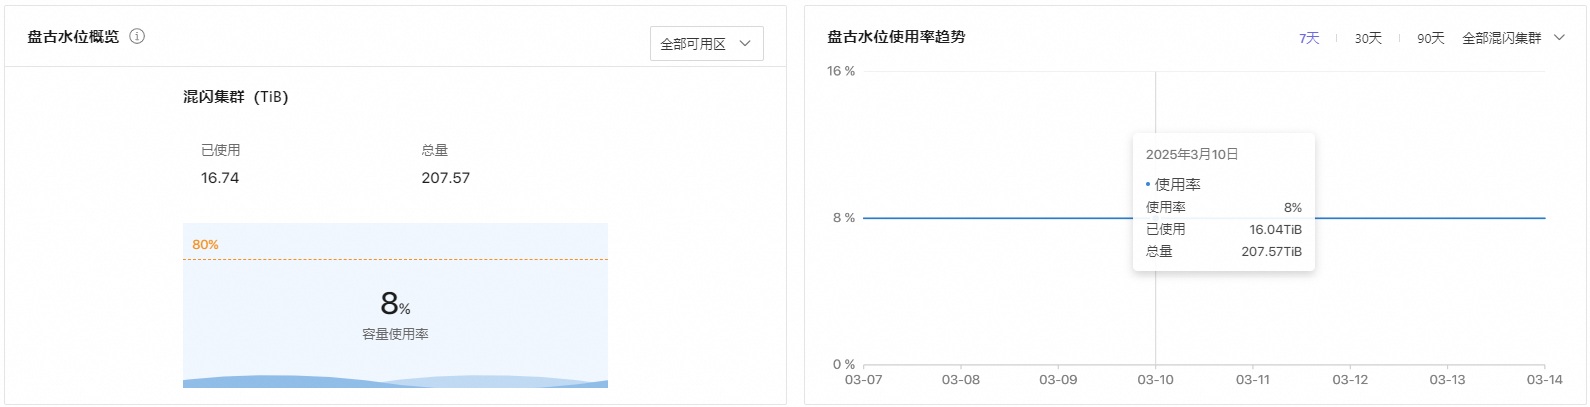 盘古水位概览
全部可用区
混闪集群（TiB）
已使用 总量
16.74 207.57
80%
8%
容量使用率
盘古水位使用率趋势
7天 30天 90天 全部混闪集群
16 %
8 %
0 %
2025年3月10日
使用率
使用率 8%
已使用 16.04TiB
总量 207.57TiB
03-07 03-08 03-09 03-10 03-11 03-12 03-13 03-14